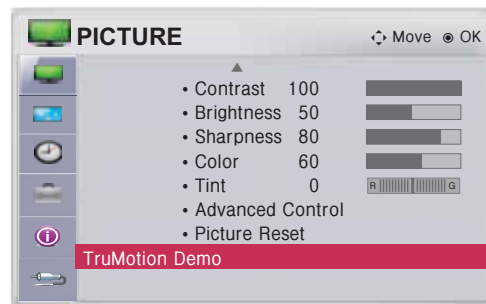 PICTURE
Move ◉ OK
• Contrast 100
• Brightness 50
• Sharpness 80
• Color 60
• Tint 0 R G
• Advanced Control
• Picture Reset
TruMotion Demo